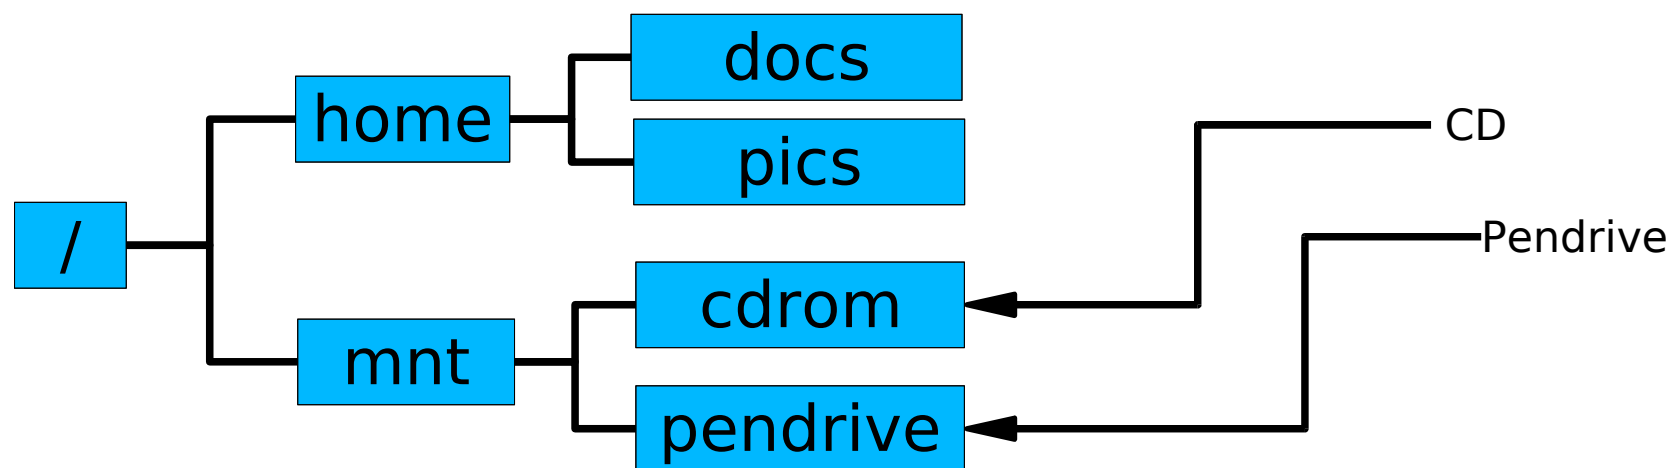 /
home
docs
pics
mnt
cdrom
pendrive
CD
Pendrive